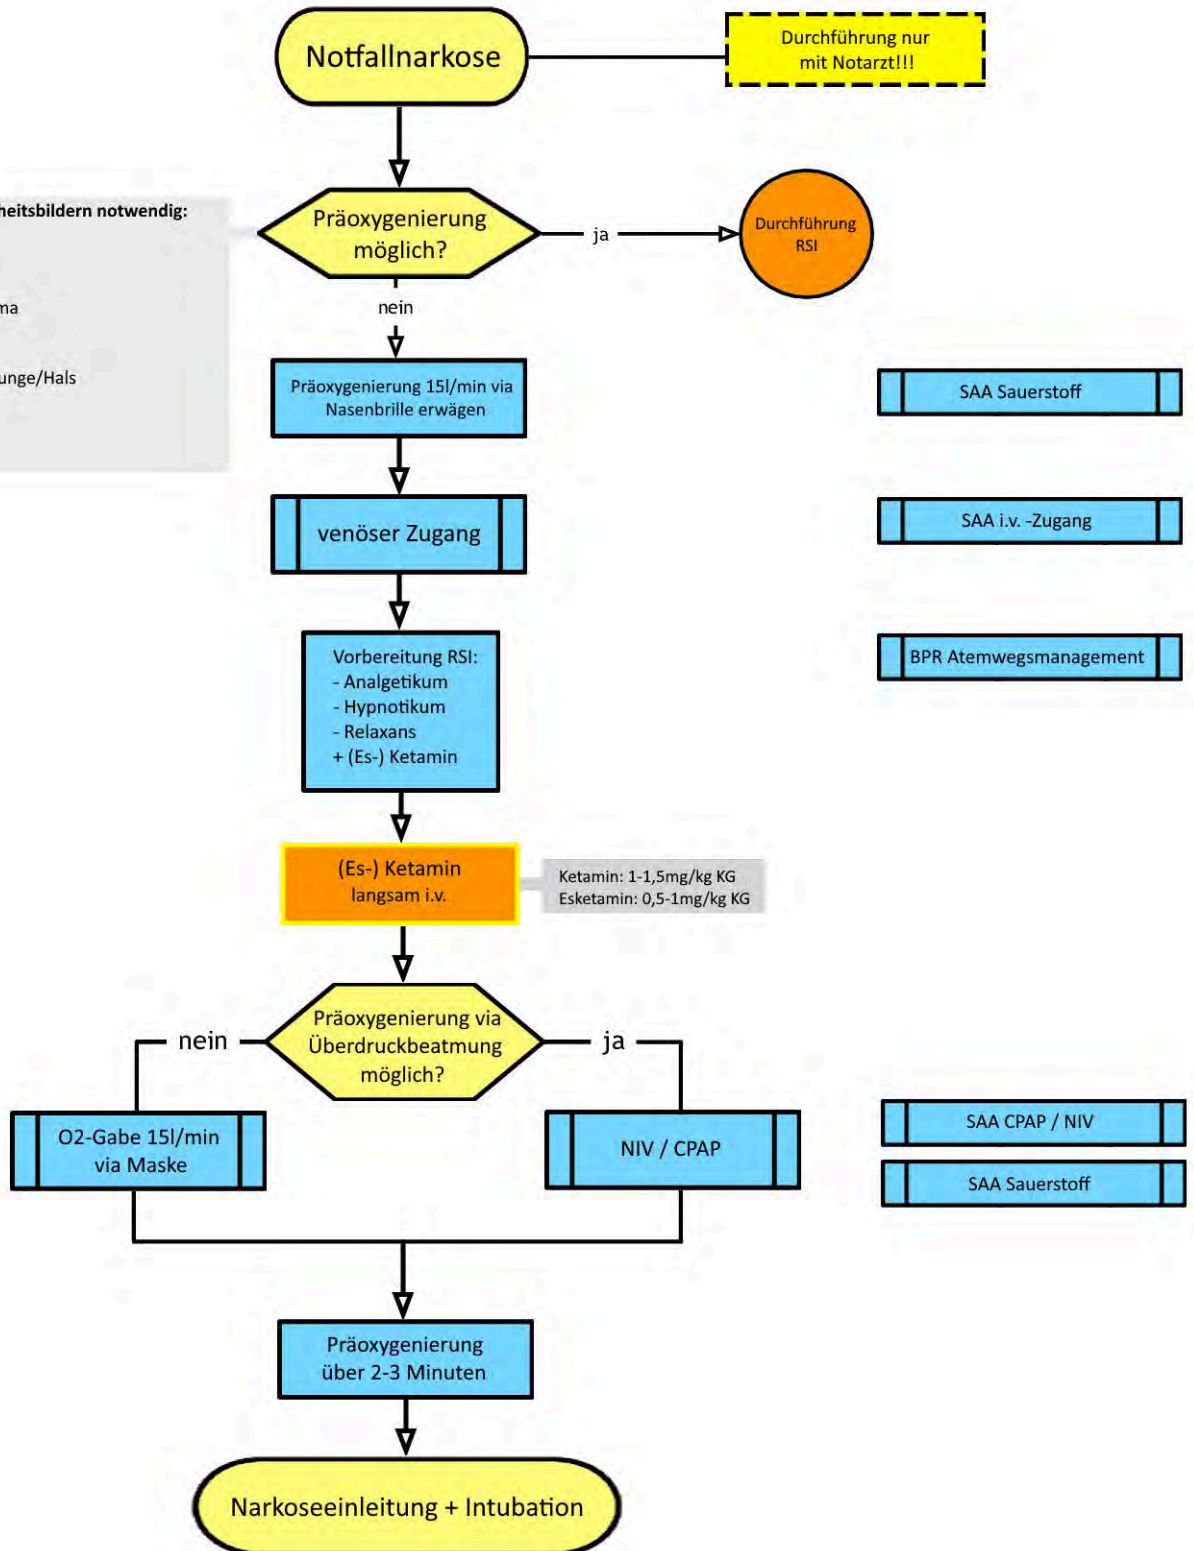 Notfallnarkose
Durchführung nur
mit Notarzt!!!
heitsbildern notwendig:
Präoxygenierung
möglich?
ja
Durchführung
RSI
nein
unge/Hals
Präoxygenierung 15l/min via
Nasenbrille erwägen
SAA Sauerstoff
venöser Zugang
SAA i.v. -Zugang
Vorbereitung RSI:
- Analgetikum
- Hypnotikum
- Relaxans
+ (Es-) Ketamin
BPR Atemwegsmanagement
(Es-) Ketamin
langsam i.v.
Ketamin: 1-1,5mg/kg KG
Esketamin: 0,5-1mg/kg KG
Präoxygenierung via
Überdruckbeatmung
möglich?
nein
ja
O2-Gabe 15l/min
via Maske
NIV / CPAP
SAA CPAP / NIV
SAA Sauerstoff
Präoxygenierung
über 2-3 Minuten
Narkoseeinleitung + Intubation